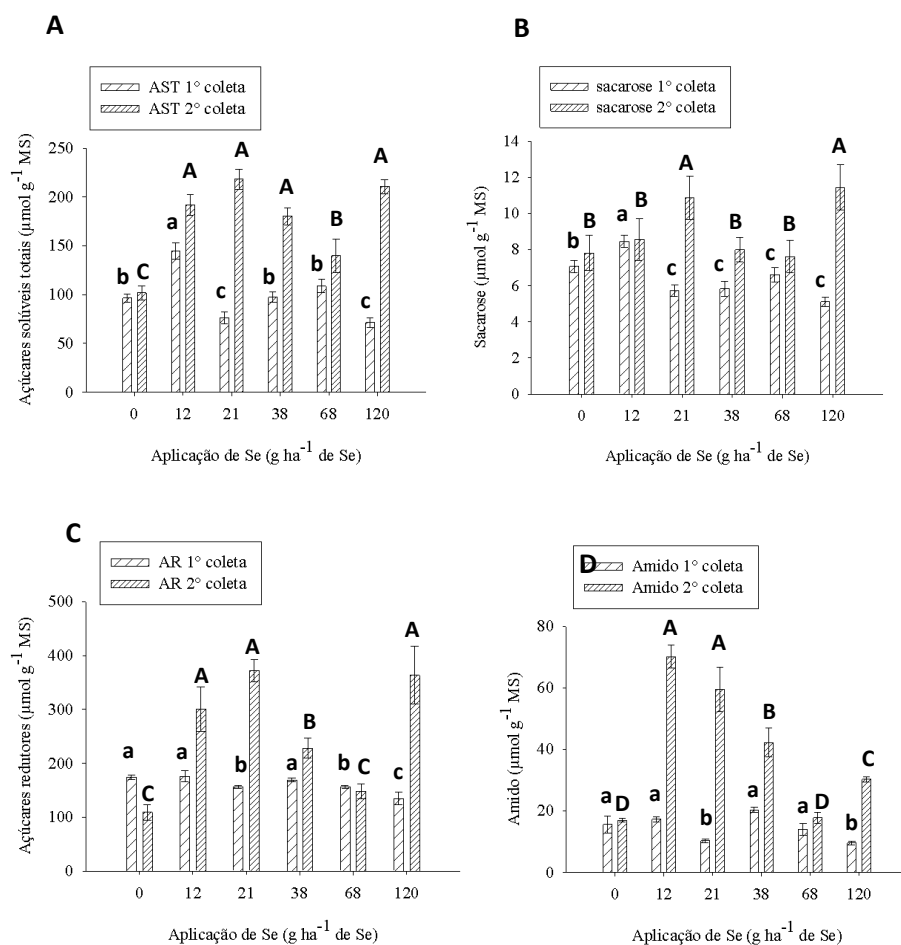 A
AST 1° coleta
AST 2° coleta
Açúcares solúveis totais (µmol g-1 MS)
250
200
150
100
50
0
b C a A c A b A b B c A
0 12 21 38 68 120
Aplicação de Se (g ha-1 de Se)
B
sacarose 1° coleta
sacarose 2° coleta
Sacarose (µmol g-1 MS)
14
12
10
8
6
4
2
0
b B a B c A c B c B c A
0 12 21 38 68 120
Aplicação de Se (g ha-1 de Se)
C
AR 1° coleta
AR 2° coleta
Açúcares redutores (µmol g-1 MS)
500
400
300
200
100
0
a C a A b A a B b C c A
0 12 21 38 68 120
Aplicação de Se (g ha-1 de Se)
D
Amido 1° coleta
Amido 2° coleta
Amido (µmol g-1 MS)
80
60
40
20
0
a D a A b A a B a D b C
0 12 21 38 68 120
Aplicação de Se (g ha-1 de Se)